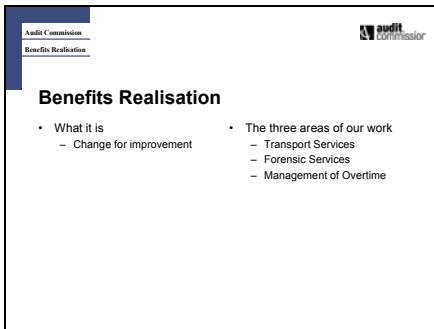 Audit Commission
Benefits Realisation
audit
commission
Benefits Realisation
• What it is
– Change for improvement
• The three areas of our work
– Transport Services
– Forensic Services
– Management of Overtime